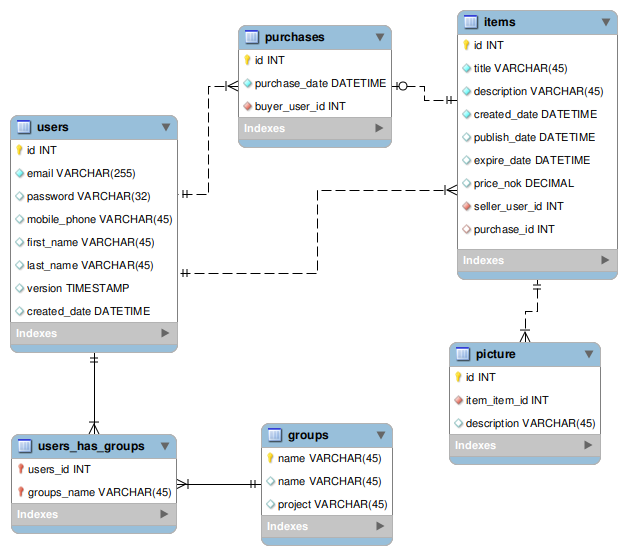 purchases
id INT
purchase_date DATETIME
buyer_user_id INT
Indexes
items
id INT
title VARCHAR(45)
description VARCHAR(45)
created_date DATETIME
publish_date DATETIME
expire_date DATETIME
price_nok DECIMAL
seller_user_id INT
purchase_id INT
Indexes
users
id INT
email VARCHAR(255)
password VARCHAR(32)
mobile_phone VARCHAR(45)
first_name VARCHAR(45)
last_name VARCHAR(45)
version TIMESTAMP
created_date DATETIME
Indexes
picture
id INT
item_item_id INT
description VARCHAR(45)
Indexes
users_has_groups
users_id INT
groups_name VARCHAR(45)
Indexes
groups
name VARCHAR(45)
name VARCHAR(45)
project VARCHAR(45)
Indexes